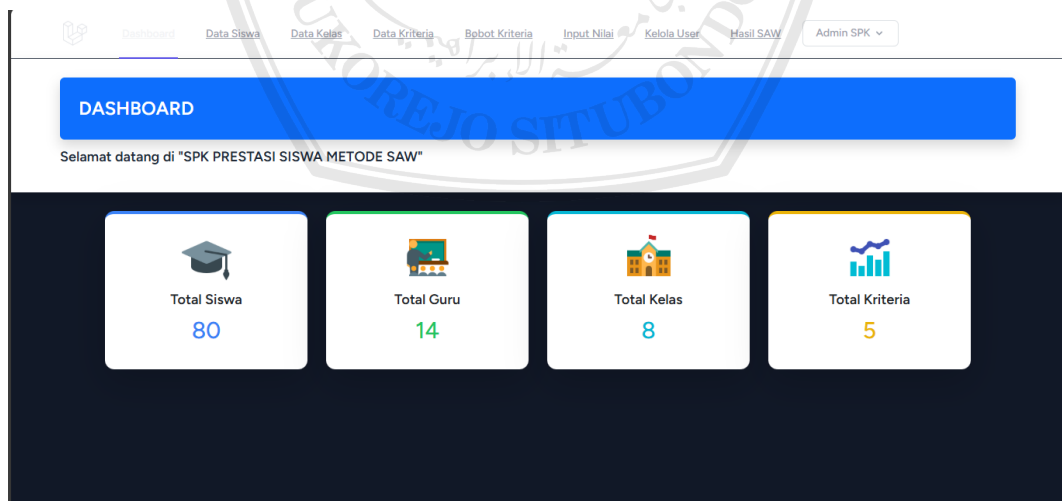 Dashboard Data Siswa Data Kelas Data Kriteria Bobot Kriteria Input Nilai Kelola User Hasil SAW Admin SPK
DASHBOARD
UKOREJO SITUBOND
Selamat datang di "SPK PRESTASI SISWA METODE SAW"
Total Siswa Total Guru Total Kelas Total Kriteria
80 14 8 5